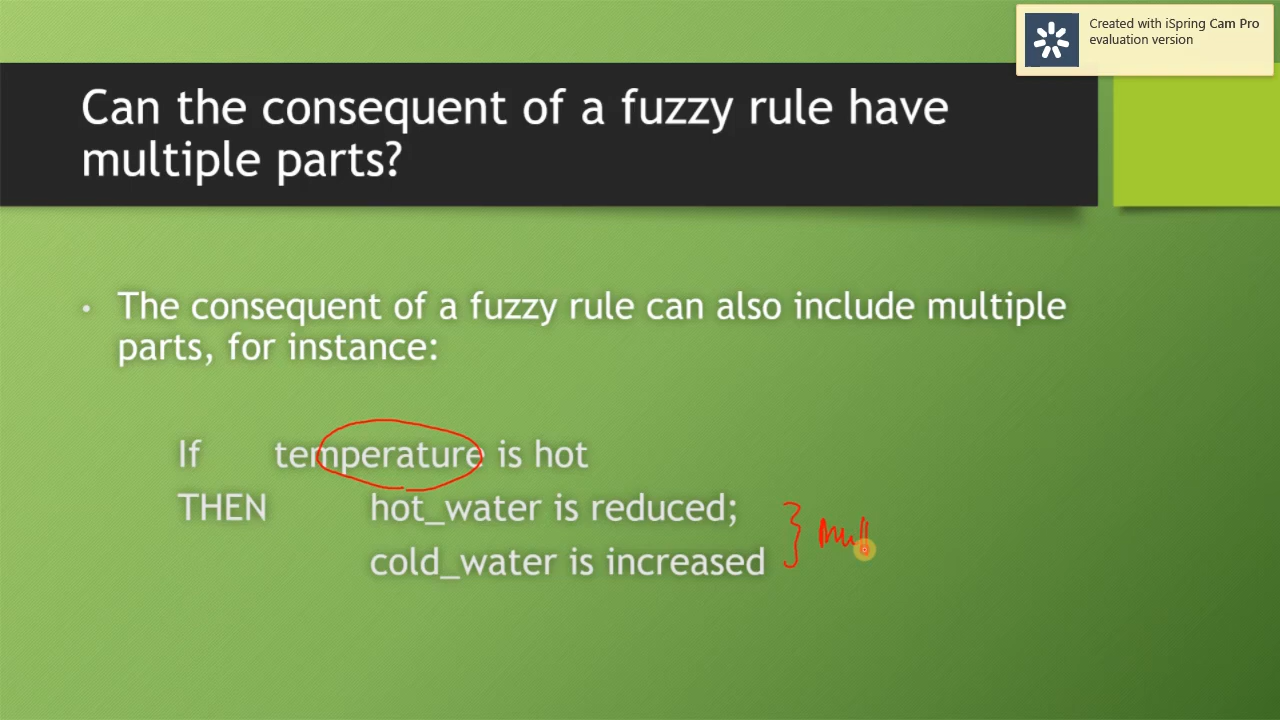 Created with iSpring Cam Pro
evaluation version
Can the consequent of a fuzzy rule have
multiple parts?
• The consequent of a fuzzy rule can also include multiple
parts, for instance:
If temperature is hot
THEN hot_water is reduced;
cold_water is increased